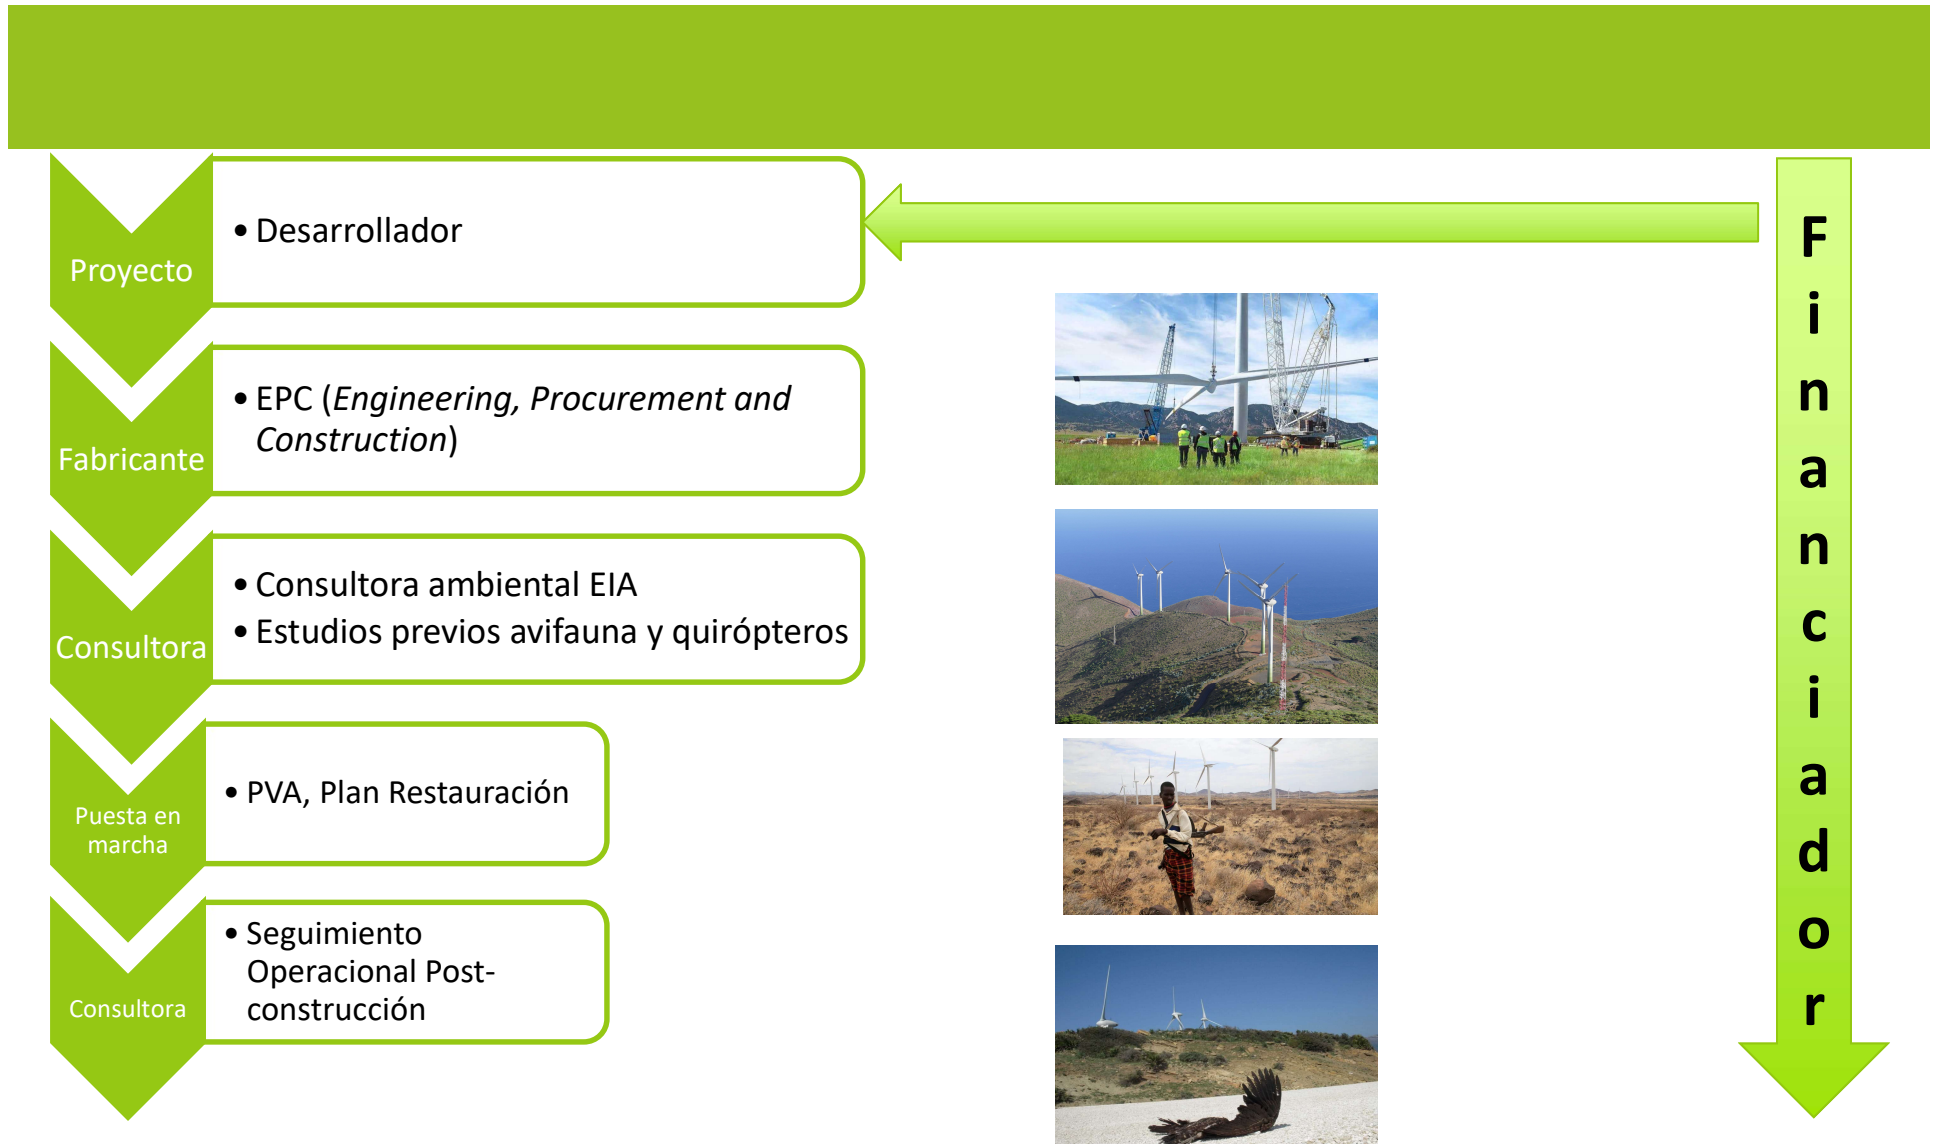 Proyecto
• Desarrollador
Fabricante
• EPC (Engineering, Procurement and
Construction)
Consultora
• Consultora ambiental EIA
• Estudios previos avifauna y quirópteros
Puesta en
marcha
• PVA, Plan Restauración
Consultora
• Seguimiento
Operacional Post-
construcción
F
i
n
a
n
c
i
a
d
o
r